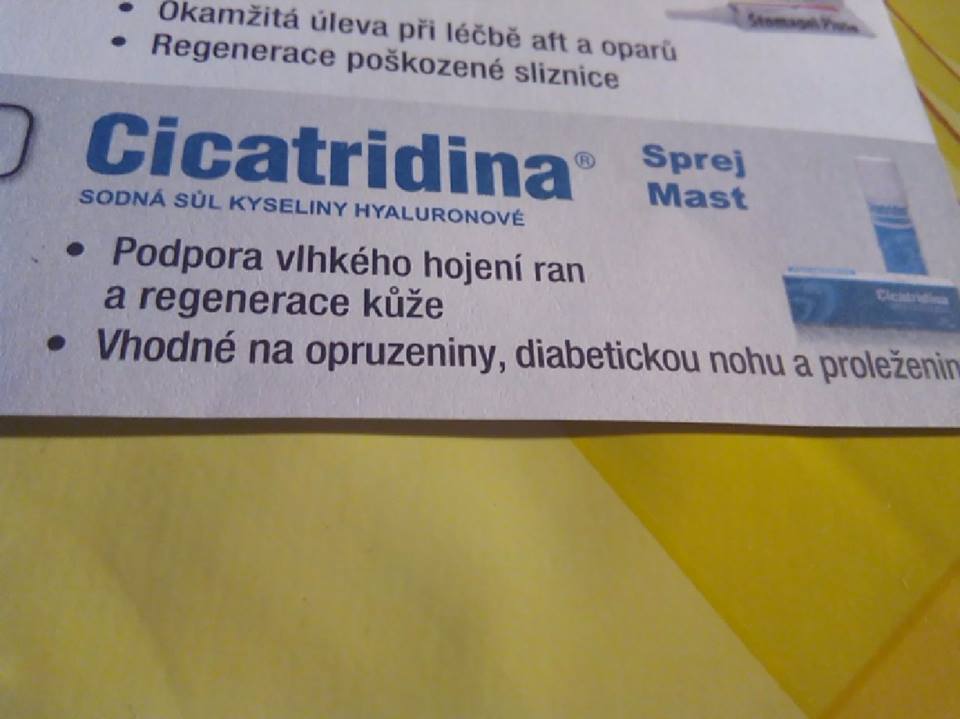 • Okamžitá úleva při léčbě aft a oparů
• Regenerace poškozené sliznice
Cicatridina®
SODNÁ SŮL KYSELINY HYALURONOVÉ
Sprej
Mast
• Podpora vlhkého hojení ran
a regenerace kůže
• Vhodné na opruzeniny, diabetickou nohu a proleženin
Cicatridina